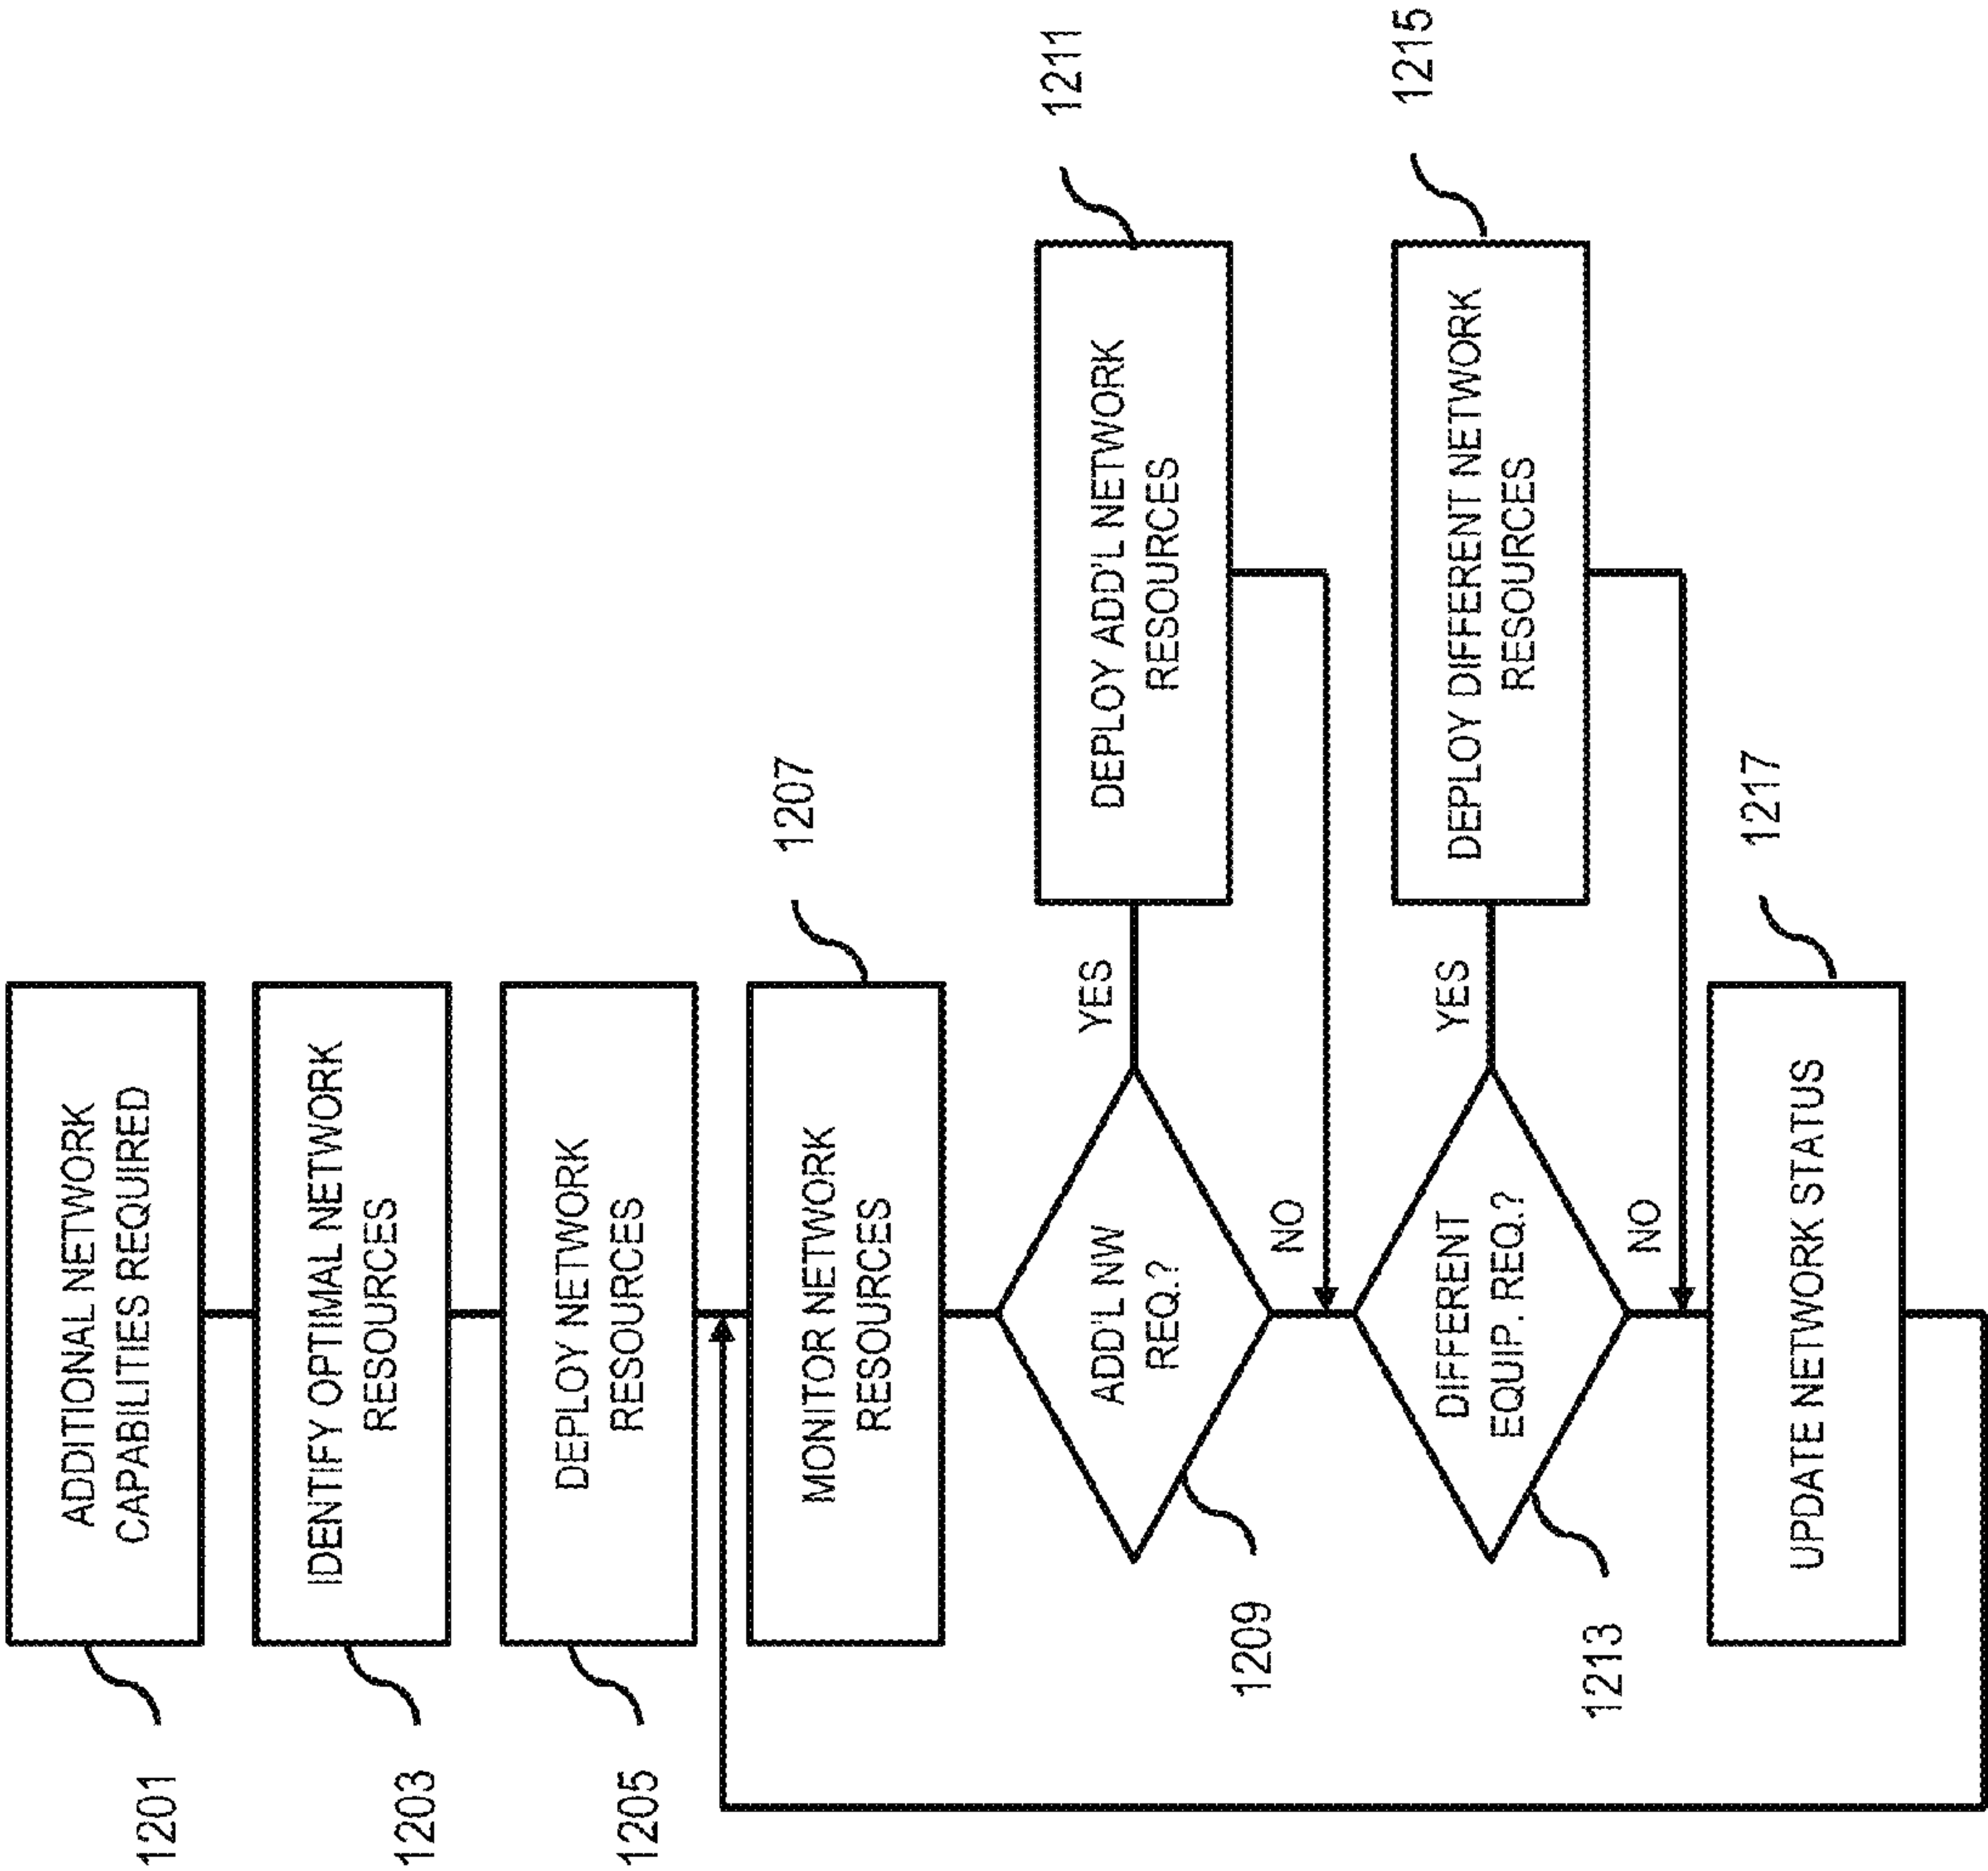 ADDITIONAL NETWORK
CAPABILITIES REQUIRED
1201
IDENTIFY OPTIMAL NETWORK
RESOURCES
1203
DEPLOY NETWORK
RESOURCES
1205
MONITOR NETWORK
RESOURCES
1207
ADD'L NW
REQ.?
1209
YES
NO
DEPLOY ADD'L NETWORK
RESOURCES
1211
DIFFERENT
EQUIP. REQ.?
1213
YES
NO
DEPLOY DIFFERENT NETWORK
RESOURCES
1215
UPDATE NETWORK STATUS
1217